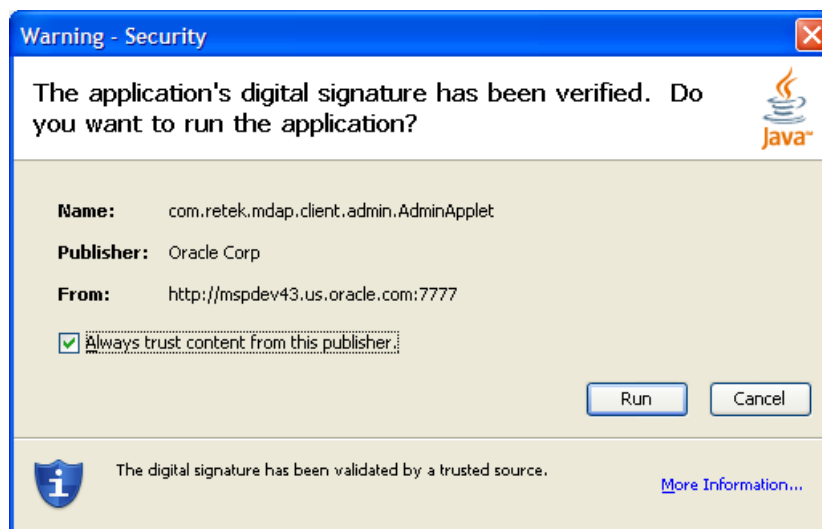 Warning - Security
The application's digital signature has been verified. Do
you want to run the application?
Java™
Name: com.retek.mdap.client.admin.AdminApplet
Publisher: Oracle Corp
From: http://mspdev43.us.oracle.com:7777
Always trust content from this publisher.
Run Cancel
The digital signature has been validated by a trusted source.
More Information...